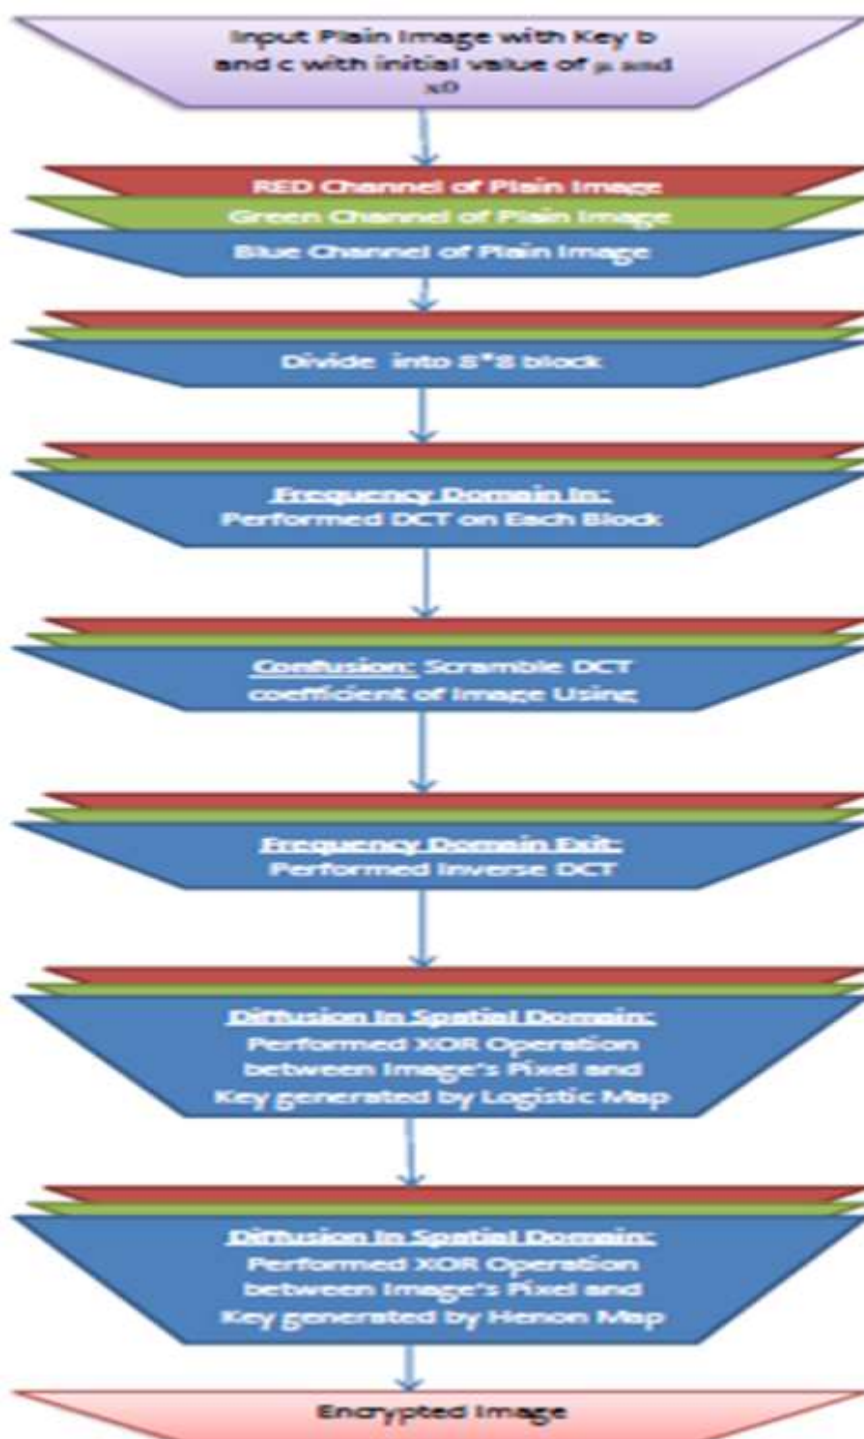 Input Plain Image with Key b
and c with initial value of μ and
x0
RED Channel of Plain Image
Green Channel of Plain Image
Blue Channel of Plain Image
Divide into 8*8 block
Frequency Domain In:
Performed DCT on Each Block
Confusion: Scramble DCT
coefficient of Image Using
Frequency Domain Exit:
Performed Inverse DCT
Diffusion In Spatial Domain:
Performed XOR Operation
between Image's Pixel and
Key generated by Logistic Map
Diffusion In Spatial Domain:
Performed XOR Operation
between Image's Pixel and
Key generated by Henon Map
Encrypted Image